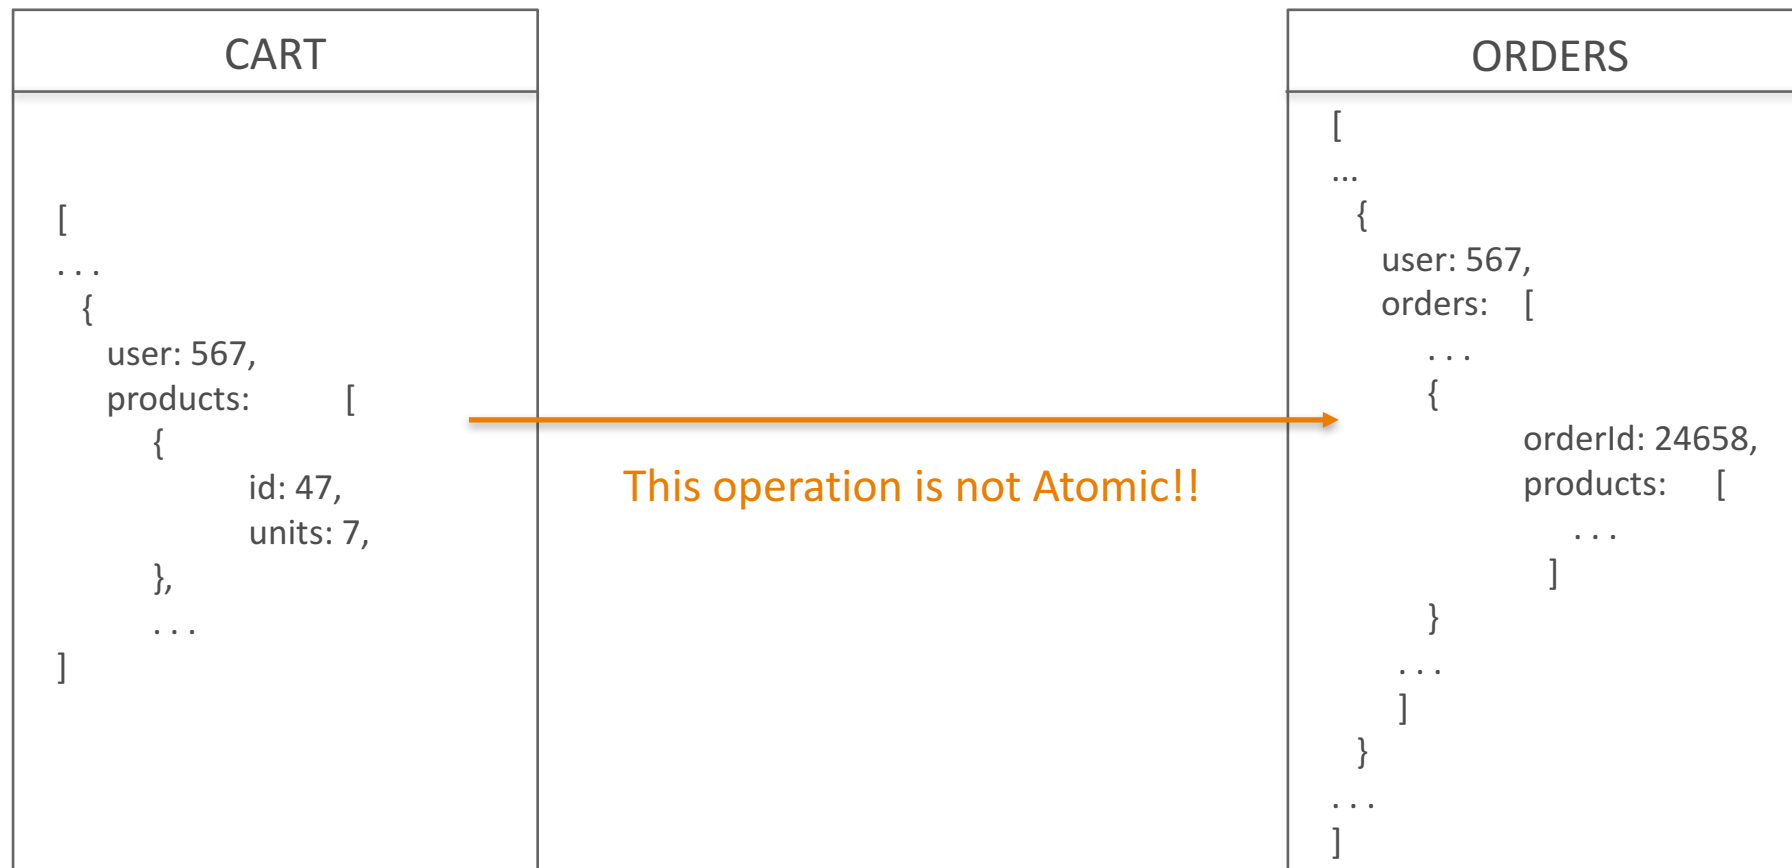 CART
[
. . .
{
user: 567,
products: [
{
id: 47,
units: 7,
},
. . .
]
This operation is not Atomic!!
ORDERS
[
...
{
user: 567,
orders: [
. . .
{
orderId: 24658,
products: [
. . .
]
}
. . .
]
}
. . .
]